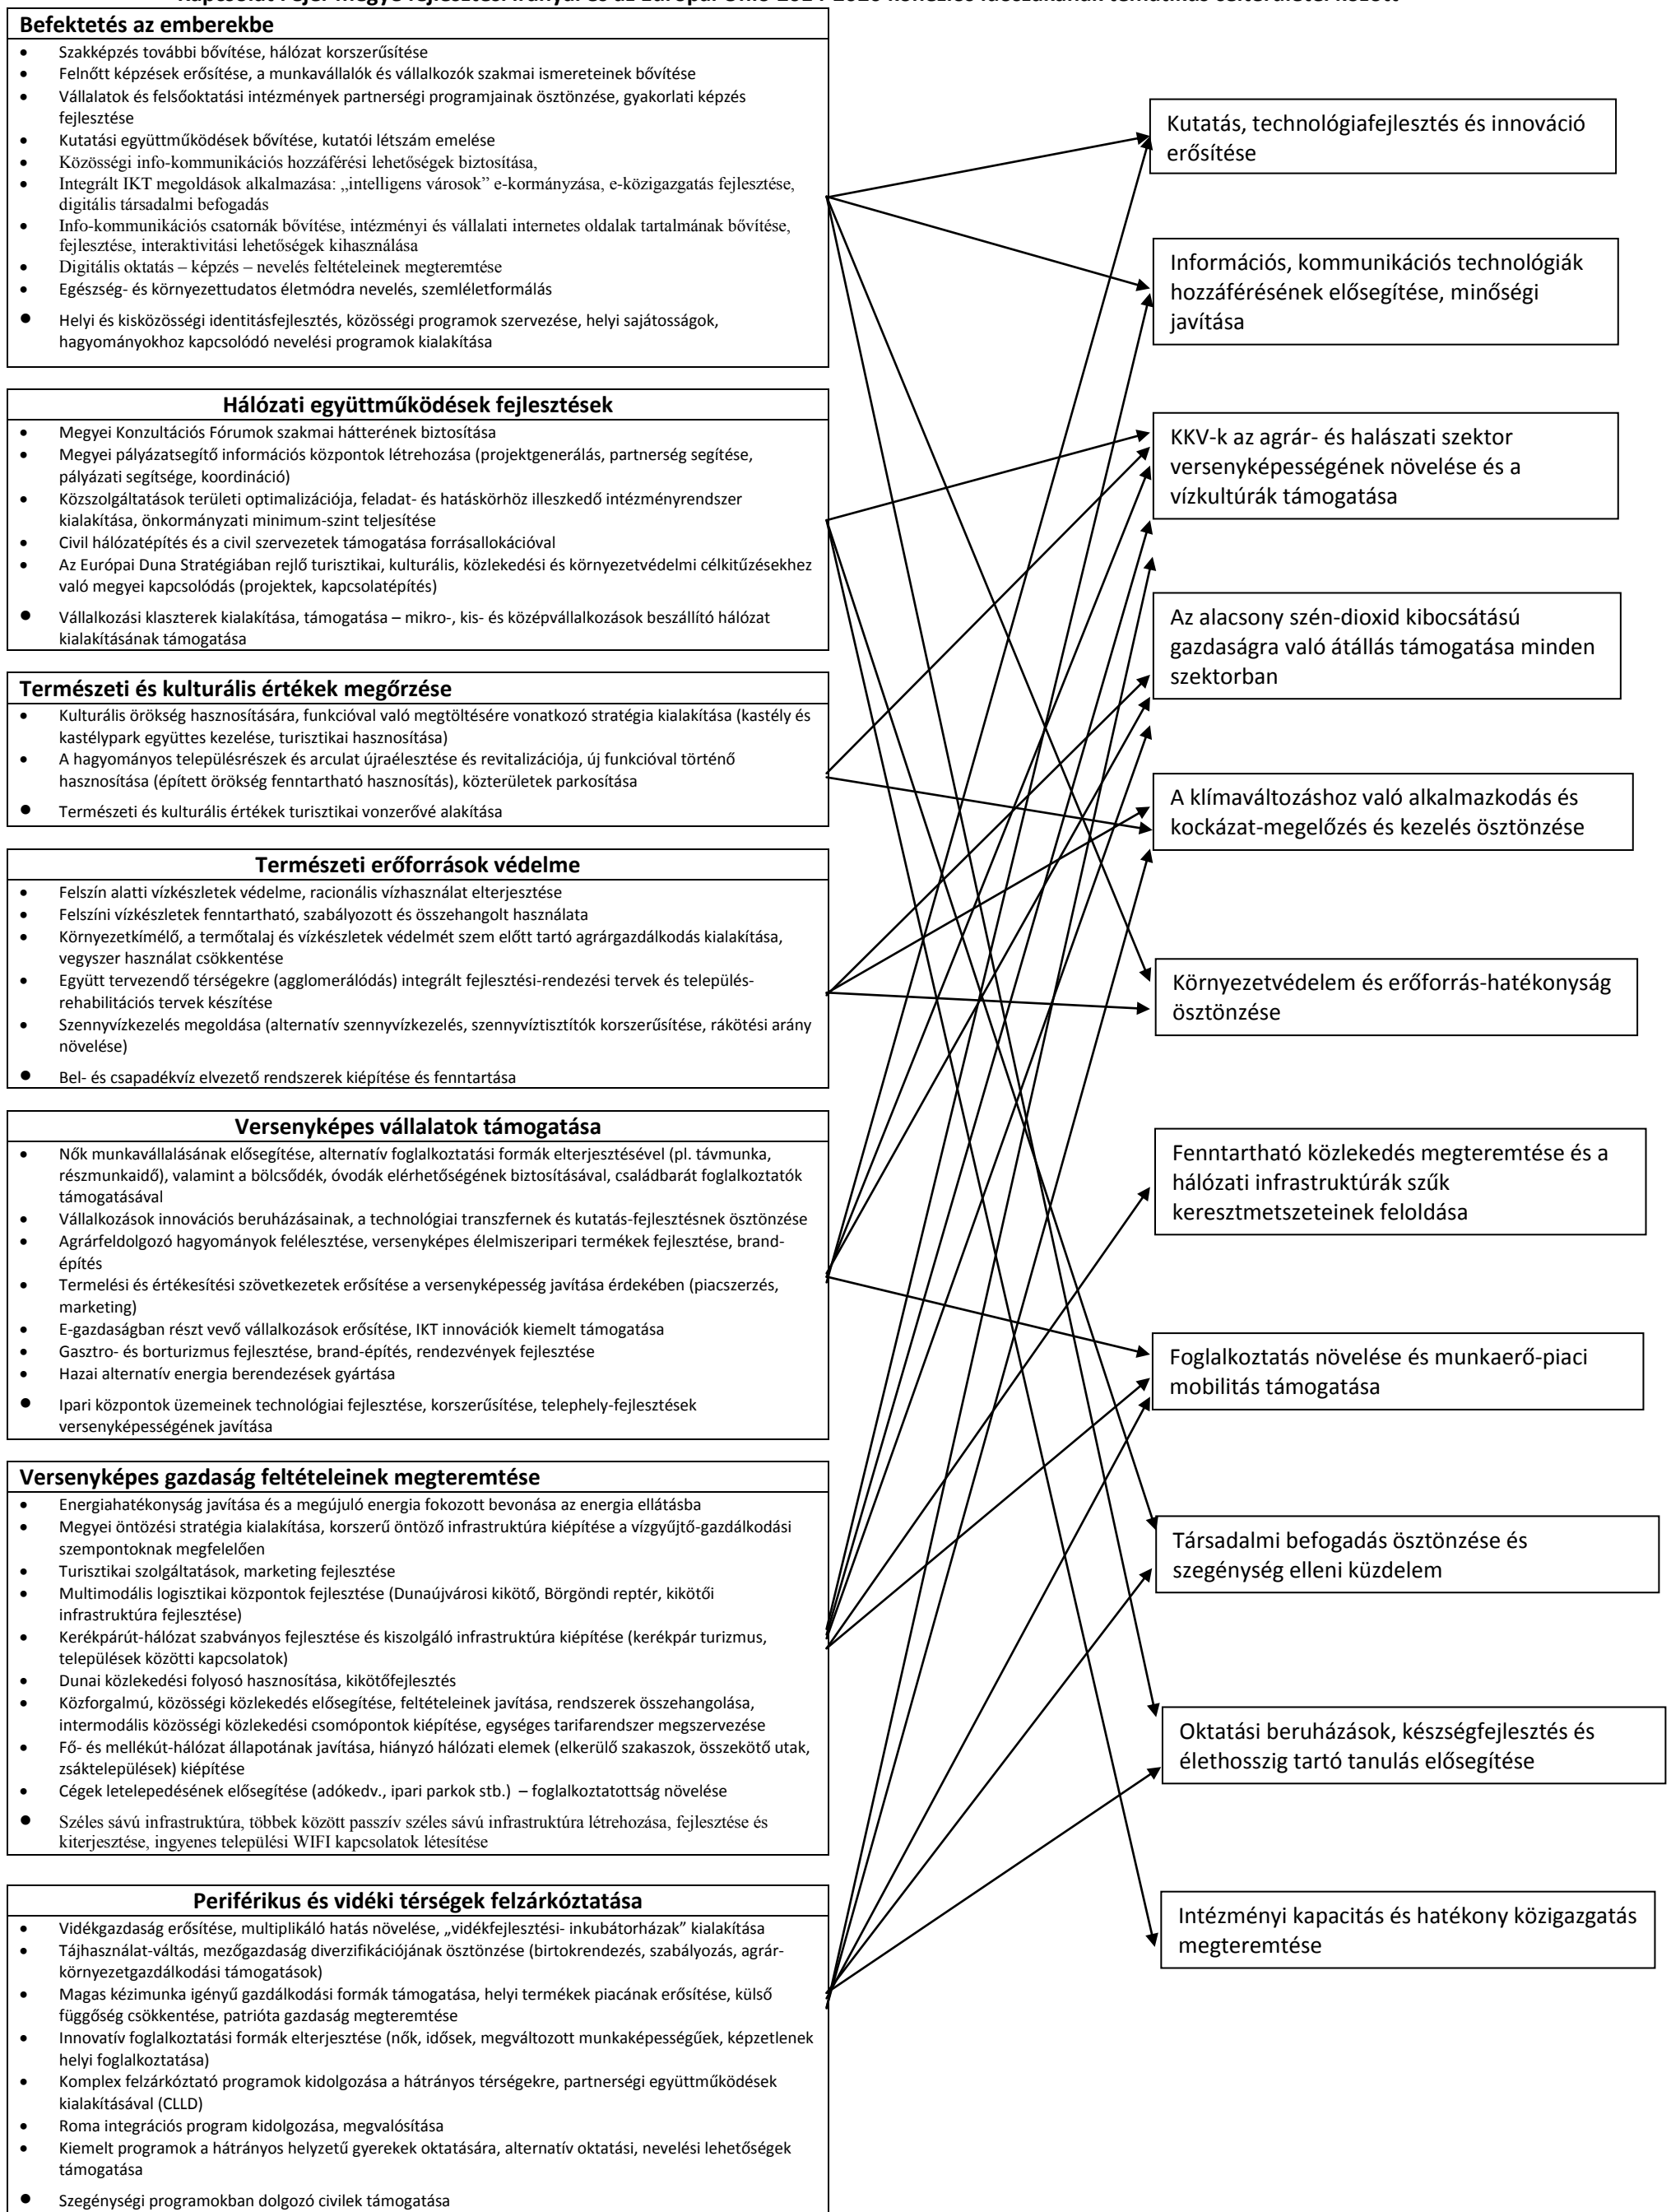 Befektetés az emberekbe
• Szakképzés további bővítése, hálózat korszerűsítése
• Felnőtt képzések erősítése, a munkavállalók és vállalkozók szakmai ismereteinek bővítése
• Vállalatok és felsőoktatási intézmények partnerségi programjainak ösztönzése, gyakorlati képzés
fejlesztése
• Kutatási együttműködések bővítése, kutatói létszám emelése
• Közösségi info-kommunikációs hozzáférési lehetőségek biztosítása,
• Integrált IKT megoldások alkalmazása: „intelligens városok” e-kormányzása, e-közigazgatás fejlesztése,
digitális társadalmi befogadás
• Info-kommunikációs csatornák bővítése, intézményi és vállalati internetes oldalak tartalmának bővítése,
fejlesztése, interaktivitási lehetőségek kihasználása
• Digitális oktatás – képzés – nevelés feltételeinek megteremtése
• Egészség- és környezettudatos életmódra nevelés, szemléletformálás
• Helyi és kisközösségi identitásfejlesztés, közösségi programok szervezése, helyi sajátosságok,
hagyományokhoz kapcsolódó nevelési programok kialakítása
Hálózati együttműködések fejlesztések
• Megyei Konzultációs Fórumok szakmai hátterének biztosítása
• Megyei pályázatsegítő információs központok létrehozása (projektgenerálás, partnerség segítése,
pályázati segítsége, koordináció)
• Közszolgáltatások területi optimalizációja, feladat- és hatáskörhöz illeszkedő intézményrendszer
kialakítása, önkormányzati minimum-szint teljesítése
• Civil hálózatépítés és a civil szervezetek támogatása forrásallokációval
• Az Európai Duna Stratégiában rejlő turisztikai, kulturális, közlekedési és környezetvédelmi célkitűzésekhez
való megyei kapcsolódás (projektek, kapcsolatépítés)
• Vállalkozási klaszterek kialakítása, támogatása – mikro-, kis- és középvállalkozások beszállító hálózat
kialakításának támogatása
Természeti és kulturális értékek megőrzése
• Kulturális örökség hasznosítására, funkcióval való megtöltésére vonatkozó stratégia kialakítása (kastély és
kastélypark együttes kezelése, turisztikai hasznosítása)
• A hagyományos településrészek és arculat újraélesztése és revitalizációja, új funkcióval történő
hasznosítása (épített örökség fenntartható hasznosítás), közterületek parkosítása
• Természeti és kulturális értékek turisztikai vonzerővé alakítása
Természeti erőforrások védelme
• Felszín alatti vízkészletek védelme, racionális vízhasználat elterjesztése
• Felszíni vízkészletek fenntartható, szabályozott és összehangolt használata
• Környezetkímélő, a termőtalaj és vízkészletek védelmét szem előtt tartó agrárgazdálkodás kialakítása,
vegyszer használat csökkentése
• Együtt tervezendő térségekre (agglomerálódás) integrált fejlesztési-rendezési tervek és település-
rehabilitációs tervek készítése
• Szennyvízkezelés megoldása (alternatív szennyvízkezelés, szennyvíztisztítók korszerűsítése, rákötési arány
növelése)
• Bel- és csapadékvíz elvezető rendszerek kiépítése és fenntartása
Versenyképes vállalatok támogatása
• Nők munkavállalásának elősegítése, alternatív foglalkoztatási formák elterjesztésével (pl. távmunka,
részmunkaidő), valamint a bölcsődék, óvodák elérhetőségének biztosításával, családbarát foglalkoztatók
támogatásával
• Vállalkozások innovációs beruházásainak, a technológiai transzfernek és kutatás-fejlesztésnek ösztönzése
• Agrárfeldolgozó hagyományok felélesztése, versenyképes élelmiszeripari termékek fejlesztése, brand-
építés
• Termelési és értékesítési szövetkezetek erősítése a versenyképesség javítása érdekében (piacszerzés,
marketing)
• E-gazdaságban részt vevő vállalkozások erősítése, IKT innovációk kiemelt támogatása
• Gasztro- és borturizmus fejlesztése, brand-építés, rendezvények fejlesztése
• Hazai alternatív energia berendezések gyártása
• Ipari központok üzemeinek technológiai fejlesztése, korszerűsítése, telephely-fejlesztések
versenyképességének javítása
Versenyképes gazdaság feltételeinek megteremtése
• Energiahatékonyság javítása és a megújuló energia fokozott bevonása az energia ellátásba
• Megyei öntözési stratégia kialakítása, korszerű öntöző infrastruktúra kiépítése a vízgyűjtő-gazdálkodási
szempontoknak megfelelően
• Turisztikai szolgáltatások, marketing fejlesztése
• Multimodális logisztikai központok fejlesztése (Dunaújvárosi kikötő, Börgöndi reptér, kikötői
infrastruktúra fejlesztése)
• Kerékpárút-hálózat szabványos fejlesztése és kiszolgáló infrastruktúra kiépítése (kerékpár turizmus,
települések közötti kapcsolatok)
• Dunai közlekedési folyosó hasznosítása, kikötőfejlesztés
• Közforgalmú, közösségi közlekedés elősegítése, feltételeinek javítása, rendszerek összehangolása,
intermodális közösségi közlekedési csomópontok kiépítése, egységes tarifarendszer megszervezése
• Fő- és mellékút-hálózat állapotának javítása, hiányzó hálózati elemek (elkerülő szakaszok, összekötő utak,
zsáktelepülések) kiépítése
• Cégek letelepedésének elősegítése (adókedv., ipari parkok stb.) – foglalkoztatottság növelése
• Széles sávú infrastruktúra, többek között passzív széles sávú infrastruktúra létrehozása, fejlesztése és
kiterjesztése, ingyenes települési WIFI kapcsolatok létesítése
Periférikus és vidéki térségek felzárkóztatása
• Vidékgazdaság erősítése, multiplikáló hatás növelése, „vidékfejlesztési- inkubátorházak” kialakítása
• Tájhasználat-váltás, mezőgazdaság diverzifikációjának ösztönzése (birtokrendezés, szabályozás, agrár-
környezetgazdálkodási támogatások)
• Magas kézimunka igényű gazdálkodási formák támogatása, helyi termékek piacának erősítése, külső
függőség csökkentése, patrióta gazdaság megteremtése
• Innovatív foglalkoztatási formák elterjesztése (nők, idősek, megváltozott munkaképességűek, képzetlenek
helyi foglalkoztatása)
• Komplex felzárkóztató programok kidolgozása a hátrányos térségekre, partnerségi együttműködések
kialakításával (CLLD)
• Roma integrációs program kidolgozása, megvalósítása
• Kiemelt programok a hátrányos helyzetű gyerekek oktatására, alternatív oktatási, nevelési lehetőségek
támogatása
• Szegénységi programokban dolgozó civilek támogatása
Kutatás, technológiafejlesztés és innováció
erősítése
Információs, kommunikációs technológiák
hozzáférésének elősegítése, minőségi
javítása
KKV-k az agrár- és halászati szektor
versenyképességének növelése és a
vízkultúrák támogatása
Az alacsony szén-dioxid kibocsátású
gazdaságra való átállás támogatása minden
szektorban
A klímaváltozáshoz való alkalmazkodás és
kockázat-megelőzés és kezelés ösztönzése
Környezetvédelem és erőforrás-hatékonyság
ösztönzése
Fenntartható közlekedés megteremtése és a
hálózati infrastruktúrák szűk
keresztmetszeteinek feloldása
Foglalkoztatás növelése és munkaerő-piaci
mobilitás támogatása
Társadalmi befogadás ösztönzése és
szegénység elleni küzdelem
Oktatási beruházások, készségfejlesztés és
élethosszig tartó tanulás elősegítése
Intézményi kapacitás és hatékony közigazgatás
megteremtése